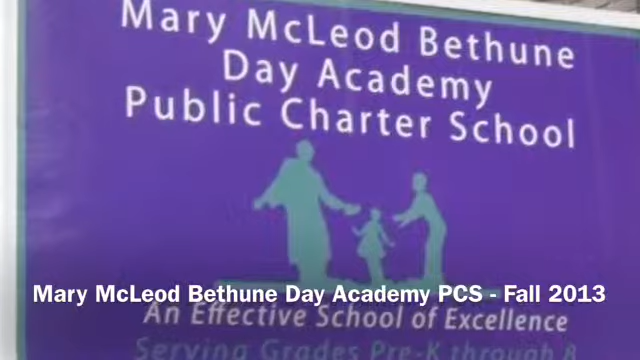 Mary McLeod Bethune
Day Academy
Public Charter School
Mary McLeod Bethune Day Academy PCS - Fall 2013
An Effective School of Excellence
Serving Grades Pre-K through 8